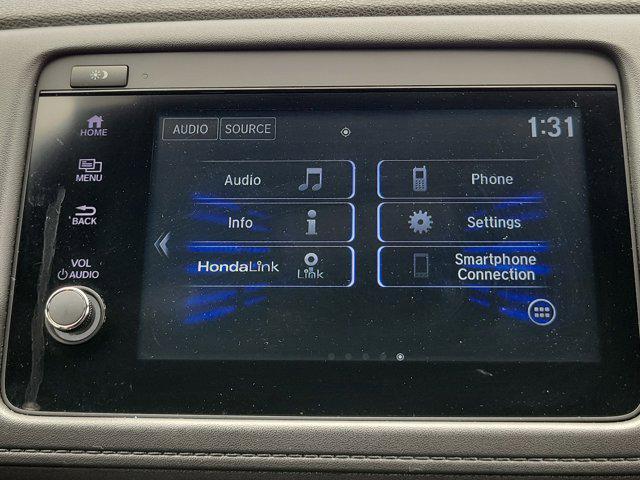 AUDIO SOURCE 1:31
HOME
MENU
BACK
VOL
AUDIO
Audio
Phone
Info
Settings
HondaLink
Link
Smartphone
Connection